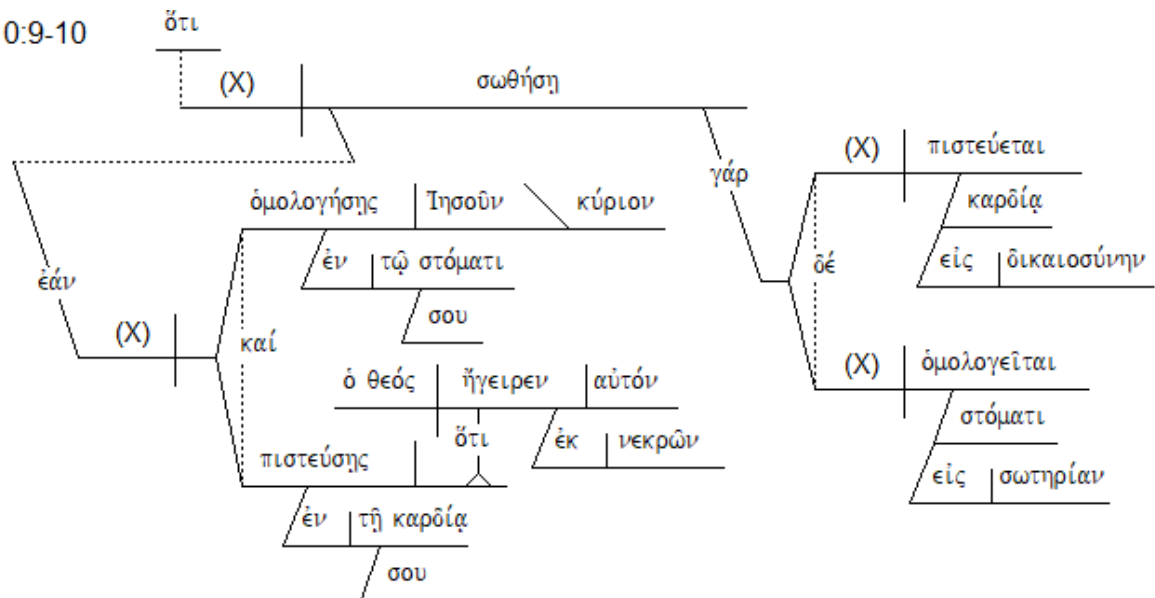 0:9-10
ὅτι
(X) σωθήσῃ
γάρ
(X) πιστεύεται
καρδίᾳ
εἰς δικαιοσύνην
δέ
(X) ὁμολογεῖται
στόματι
εἰς σωτηρίαν
ἐάν
(X)
καί
ὁμολογήσῃς Ἰησοῦν κύριον
ἐν τῷ στόματι
σου
ὁ θεός ἤγειρεν αὐτόν
ὅτι
ἐκ νεκρῶν
πιστεύσῃς
ἐν τῇ καρδίᾳ
σου